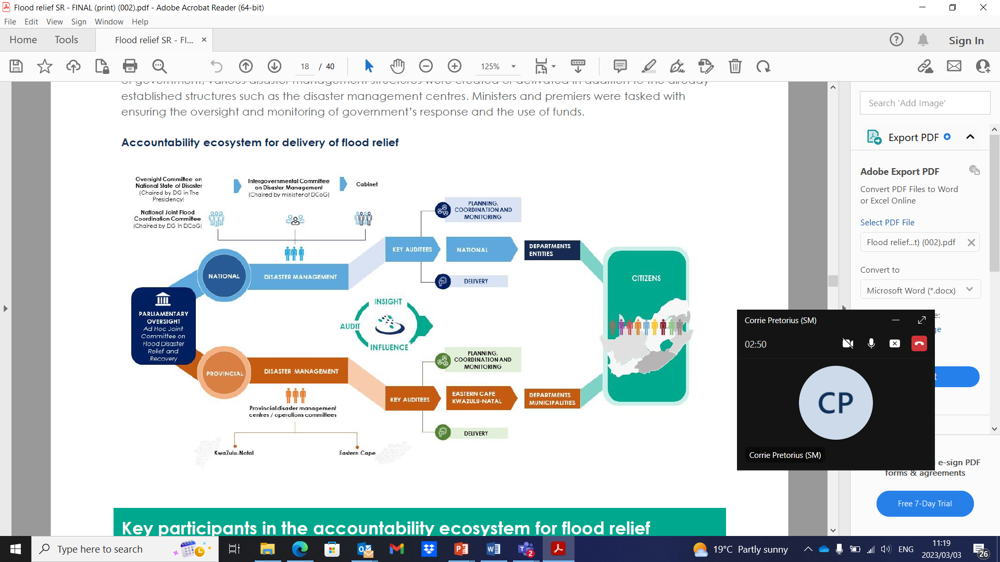 Flood relief SR - FINAL (print) (002).pdf - Adobe Acrobat Reader (64-bit)
File Edit View Sign Window Help
Home Tools Flood relief SR - FI... × Sign In
18 / 40 125%
established structures such as the disaster management centres. Ministers and premiers were tasked with
ensuring the oversight and monitoring of government's response and the use of funds.
Accountability ecosystem for delivery of flood relief
Oversight Committee on
National State of Disaster
(Chaired by DG in The
Presidency)
National Joint Flood
Coordination Committee
(Chaired by DG in DCoG)
Intergovernmental Committee
on Disaster Management
(Chaired by minister of DCoG)
Cabinet
PLANNING,
COORDINATION AND
MONITORING
KEY AUDITEES
NATIONAL
DEPARTMENTS
ENTITIES
NATIONAL
DISASTER MANAGEMENT
DELIVERY
CITIZENS
PARLIAMENTARY
OVERSIGHT
Ad Hoc Joint
Committee on
Flood Disaster
Relief and
Recovery
INSIGHT
AUDIT
INFLUENCE
PLANNING,
COORDINATION AND
MONITORING
PROVINCIAL
DISASTER MANAGEMENT
KEY AUDITEES
EASTERN CAPE
KWAZULU-NATAL
DEPARTMENTS
MUNICIPALITIES
Provincial disaster management
centres / operations committees
DELIVERY
KwaZulu-Natal
Eastern Cape
Key participants in the accountability ecosystem for flood relief
Search 'Add Image'
Export PDF
Adobe Export PDF
Convert PDF Files to Word
or Excel Online
Select PDF File
Flood relief...t) (002).pdf
Convert to
Microsoft Word (*.docx)
Corrie Pretorius (SM)
02:50
CP
Corrie Pretorius (SM)
e-sign PDF
forms & agreements
Free 7-Day Trial
Type here to search
2
19°C Partly sunny
ENG
11:19
2023/03/03
26